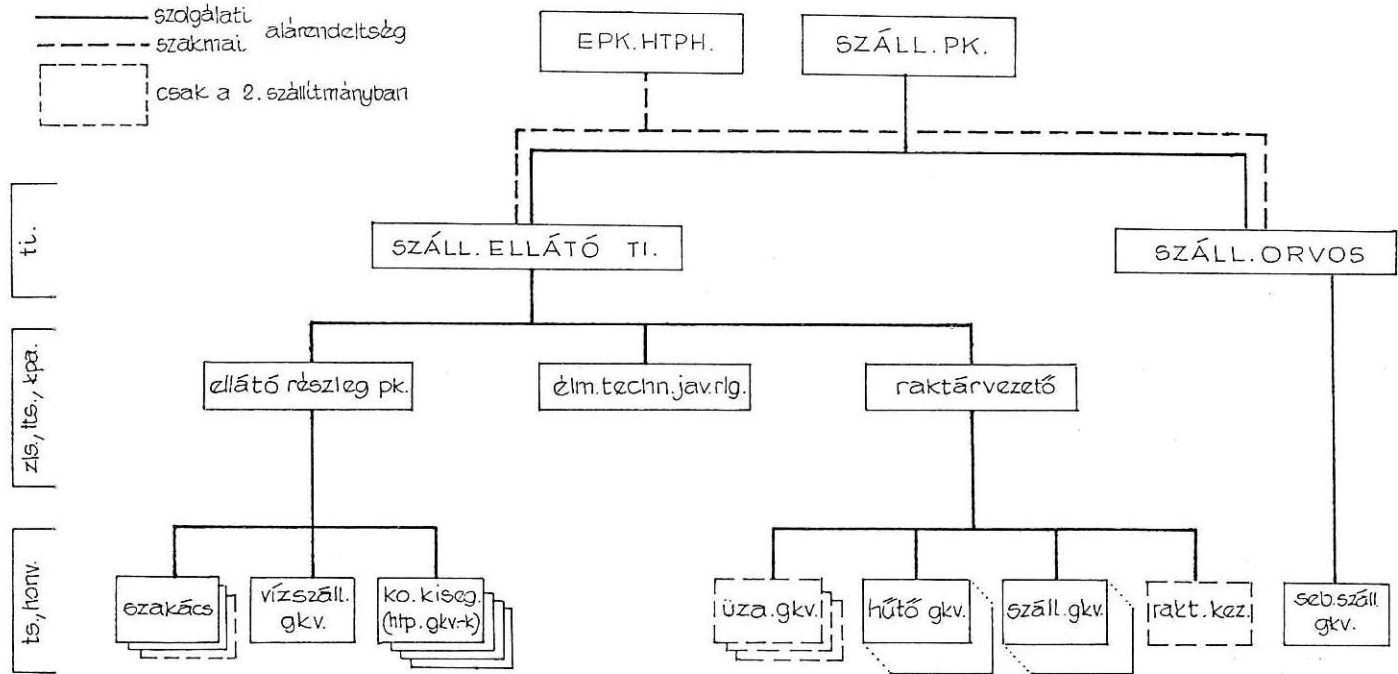 szolgálati
szakmai
alárendeltség
csak a 2. szállítmányban
EPK. HTPH.
SZÁLL. PK.
ti.
SZÁLL. ELLÁTÓ TI.
SZÁLL. ORVOS
zls., tts., kpa.
ellátó részleg pk.
élm.techn.jav.rlg.
raktárvezető
ts., honv.
szakács
vízszáll.
gkv.
ko. kiseg.
(htp. gkv.-k)
üza. gkv.
hűtő gkv.
száll. gkv.
rakt. kez.
seb. száll.
gkv.